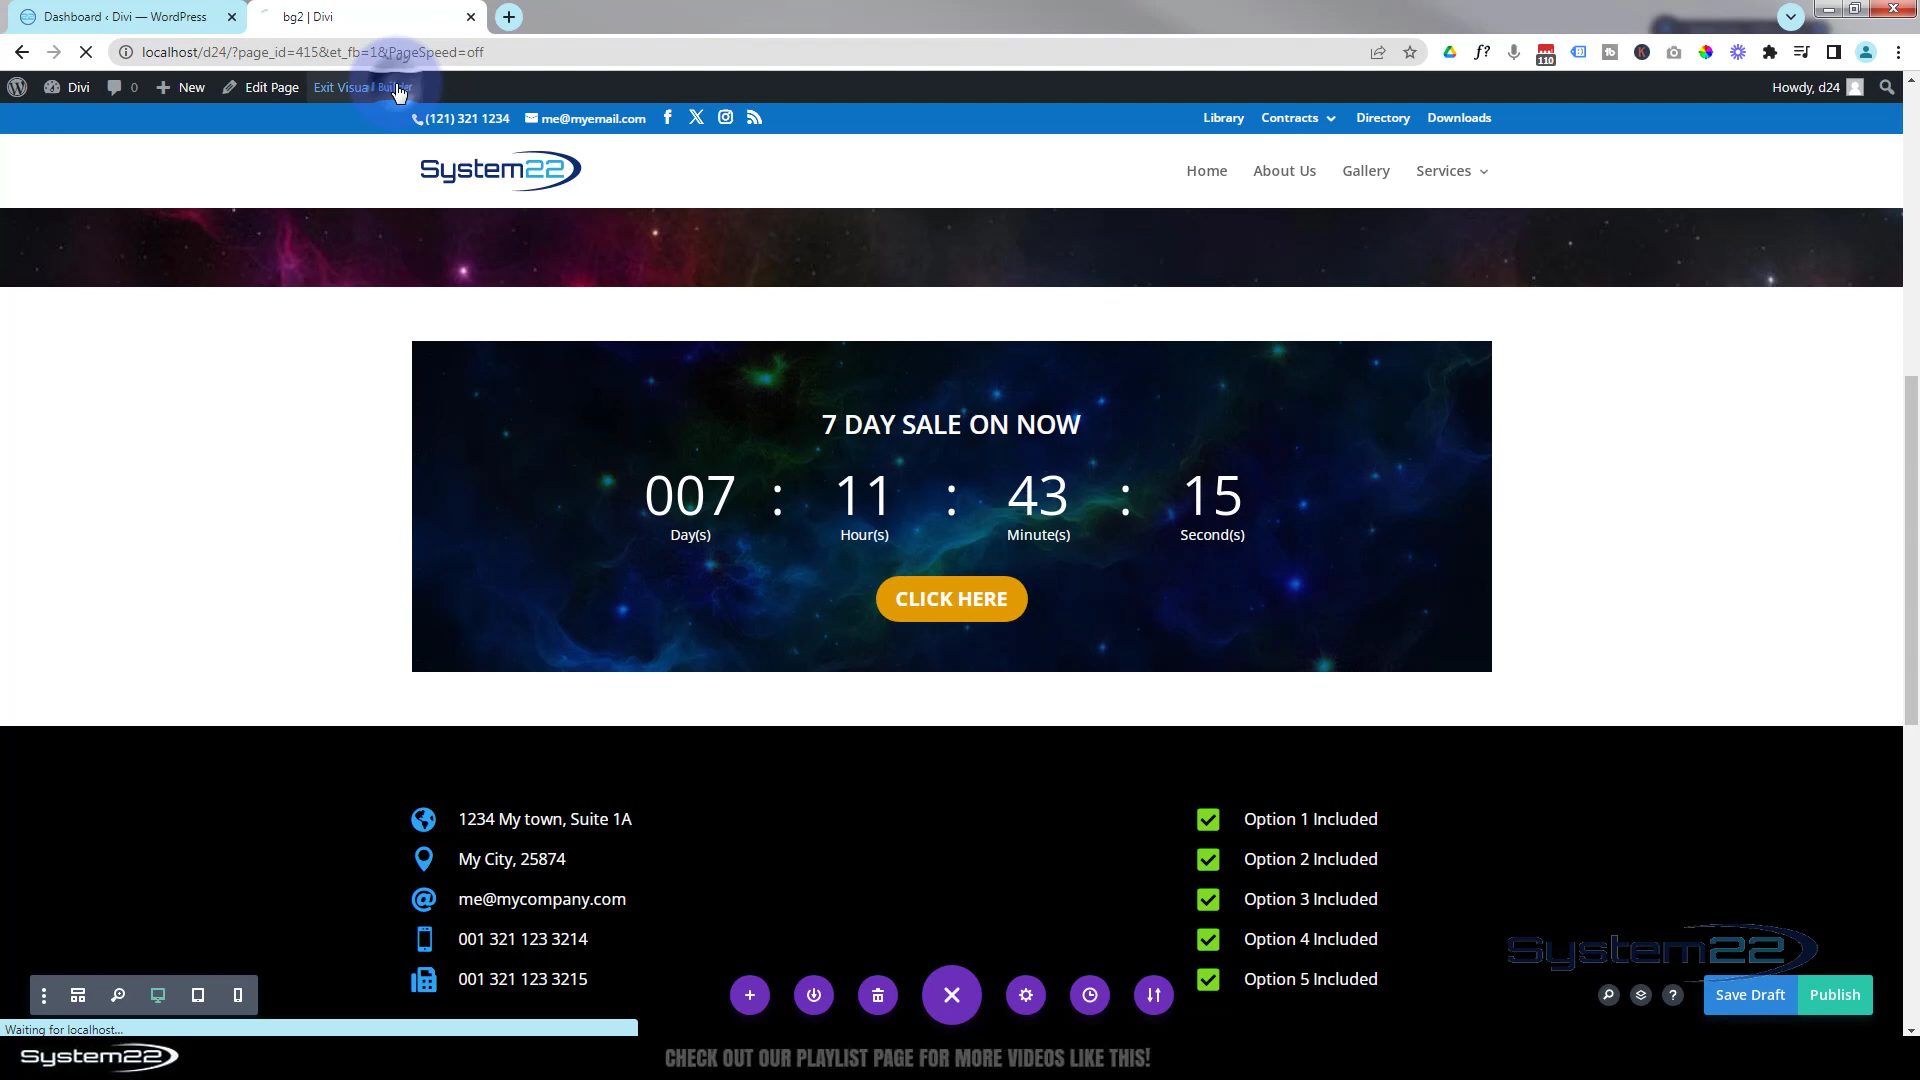 Dashboard ‹ Divi — WordPress
bg2 | Divi
localhost/d24/?page_id=415&et_fb=1&PageSpeed=off
110
Divi
0
New
Edit Page
Exit Visual Builder
Howdy, d24
(121) 321 1234
me@myemail.com
Library
Contracts
Directory
Downloads
System22
Home
About Us
Gallery
Services
7 DAY SALE ON NOW
007 : 11 : 43 : 15
Day(s)
Hour(s)
Minute(s)
Second(s)
CLICK HERE
1234 My town, Suite 1A
Option 1 Included
My City, 25874
Option 2 Included
me@mycompany.com
Option 3 Included
001 321 123 3214
Option 4 Included
System22
001 321 123 3215
Option 5 Included
Save Draft
Publish
Waiting for localhost...
System22
CHECK OUT OUR PLAYLIST PAGE FOR MORE VIDEOS LIKE THIS!